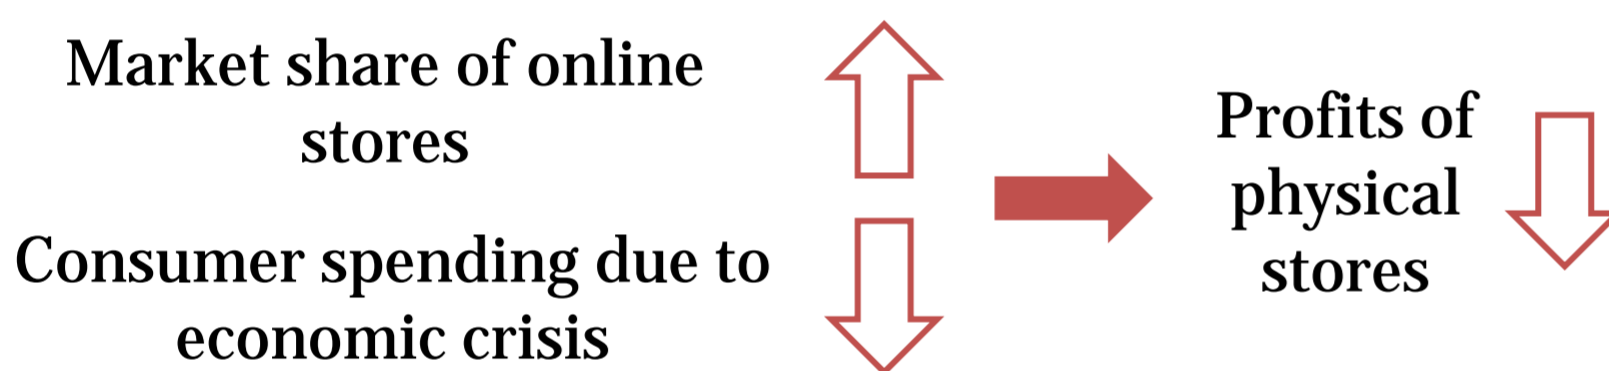 Market share of online
stores
Consumer spending due to
economic crisis
Profits of
physical
stores